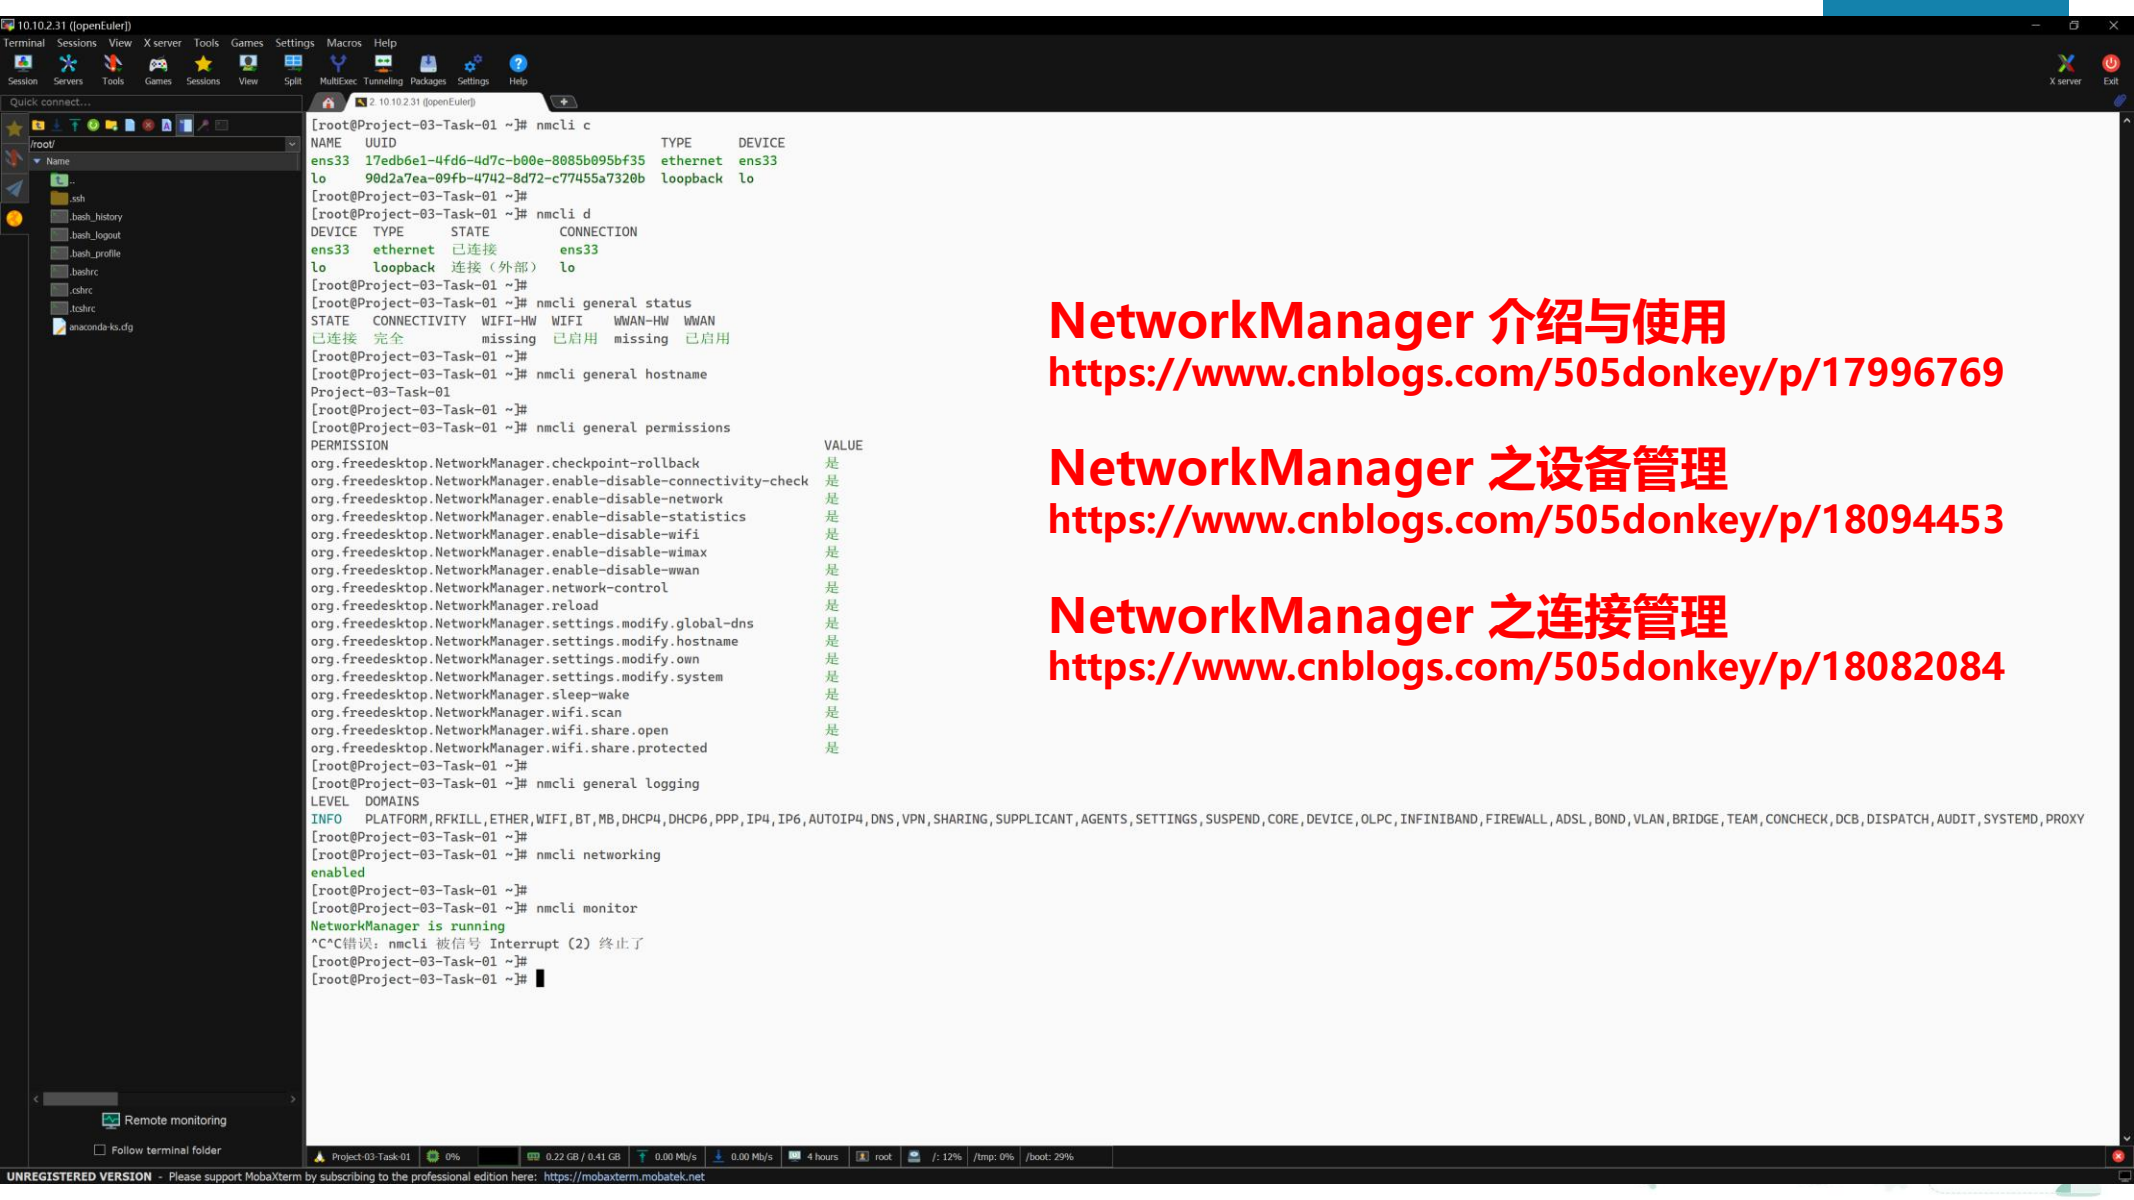 10.10.2.31 ([openEuler])
Terminal Sessions View X server Tools Games Settings Macros Help
Session Servers Tools Games Sessions View Split MultiExec Tunneling Packages Settings Help X server Exit
Quick connect...
2. 10.10.2.31 ([openEuler])
/root/
Name
..
.ssh
.bash_history
.bash_logout
.bash_profile
.bashrc
.cshrc
.tcshrc
anaconda-ks.cfg
[root@Project-03-Task-01 ~]# nmcli c
NAME UUID TYPE DEVICE
ens33 17edb6e1-4fd6-4d7c-b00e-8085b095bf35 ethernet ens33
lo 90d2a7ea-09fb-4742-8d72-c77455a7320b loopback lo
[root@Project-03-Task-01 ~]#
[root@Project-03-Task-01 ~]# nmcli d
DEVICE TYPE STATE CONNECTION
ens33 ethernet 已连接 ens33
lo loopback 连接（外部） lo
[root@Project-03-Task-01 ~]#
[root@Project-03-Task-01 ~]# nmcli general status
STATE CONNECTIVITY WIFI-HW WIFI WWAN-HW WWAN
已连接 完全 missing 已启用 missing 已启用
[root@Project-03-Task-01 ~]#
[root@Project-03-Task-01 ~]# nmcli general hostname
Project-03-Task-01
[root@Project-03-Task-01 ~]#
[root@Project-03-Task-01 ~]# nmcli general permissions
PERMISSION VALUE
org.freedesktop.NetworkManager.checkpoint-rollback 是
org.freedesktop.NetworkManager.enable-disable-connectivity-check 是
org.freedesktop.NetworkManager.enable-disable-network 是
org.freedesktop.NetworkManager.enable-disable-statistics 是
org.freedesktop.NetworkManager.enable-disable-wifi 是
org.freedesktop.NetworkManager.enable-disable-wimax 是
org.freedesktop.NetworkManager.enable-disable-wwan 是
org.freedesktop.NetworkManager.network-control 是
org.freedesktop.NetworkManager.reload 是
org.freedesktop.NetworkManager.settings.modify.global-dns 是
org.freedesktop.NetworkManager.settings.modify.hostname 是
org.freedesktop.NetworkManager.settings.modify.own 是
org.freedesktop.NetworkManager.settings.modify.system 是
org.freedesktop.NetworkManager.sleep-wake 是
org.freedesktop.NetworkManager.wifi.scan 是
org.freedesktop.NetworkManager.wifi.share.open 是
org.freedesktop.NetworkManager.wifi.share.protected 是
[root@Project-03-Task-01 ~]#
[root@Project-03-Task-01 ~]# nmcli general logging
LEVEL DOMAINS
INFO PLATFORM,RFKILL,ETHER,WIFI,BT,MB,DHCP4,DHCP6,PPP,IP4,IP6,AUTOIP4,DNS,VPN,SHARING,SUPPLICANT,AGENTS,SETTINGS,SUSPEND,CORE,DEVICE,OLPC,INFINIBAND,FIREWALL,ADSL,BOND,VLAN,BRIDGE,TEAM,CONCHECK,DCB,DISPATCH,AUDIT,SYSTEMD,PROXY
[root@Project-03-Task-01 ~]#
[root@Project-03-Task-01 ~]# nmcli networking
enabled
[root@Project-03-Task-01 ~]#
[root@Project-03-Task-01 ~]# nmcli monitor
NetworkManager is running
^C^C错误：nmcli 被信号 Interrupt (2) 终止了
[root@Project-03-Task-01 ~]#
[root@Project-03-Task-01 ~]#
NetworkManager 介绍与使用
https://www.cnblogs.com/505donkey/p/17996769
NetworkManager 之设备管理
https://www.cnblogs.com/505donkey/p/18094453
NetworkManager 之连接管理
https://www.cnblogs.com/505donkey/p/18082084
Remote monitoring
Follow terminal folder
Project-03-Task-01 0% 0.22 GB / 0.41 GB 0.00 Mb/s 0.00 Mb/s 4 hours root /: 12% /tmp: 0% /boot: 29%
UNREGISTERED VERSION - Please support MobaXterm by subscribing to the professional edition here: https://mobaxterm.mobatek.net